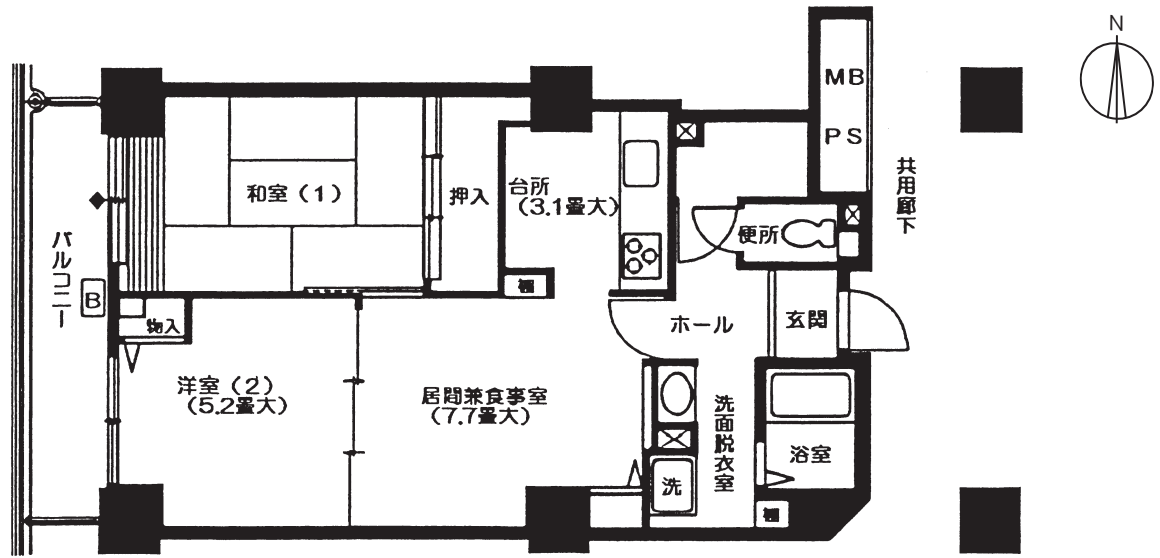 N
MB
PS
共用廊下
和室(1)
押入
台所
(3.1畳大)
便所
バルコニー
B
棚
物入
ホール
玄関
洋室(2)
(5.2畳大)
居間兼食事室
(7.7畳大)
洗面脱衣室
浴室
洗
棚